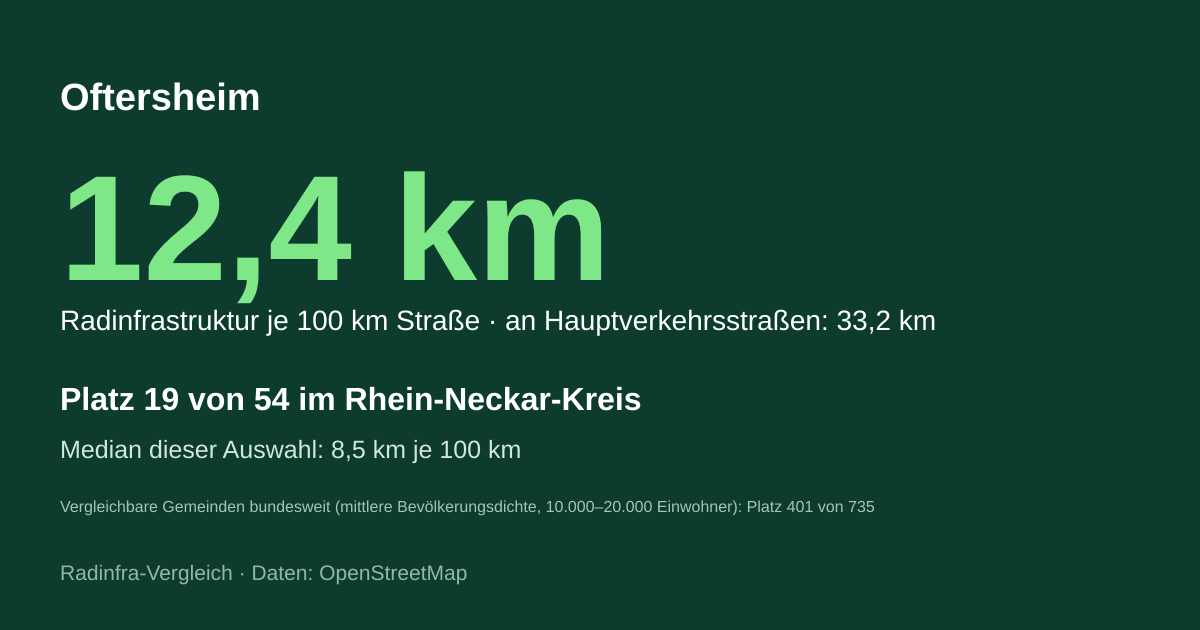 Oftersheim
12,4 km
Radinfrastruktur je 100 km Straße · an Hauptverkehrsstraßen: 33,2 km
Platz 19 von 54 im Rhein-Neckar-Kreis
Median dieser Auswahl: 8,5 km je 100 km
Vergleichbare Gemeinden bundesweit (mittlere Bevölkerungsdichte, 10.000–20.000 Einwohner): Platz 401 von 735
Radinfra-Vergleich · Daten: OpenStreetMap